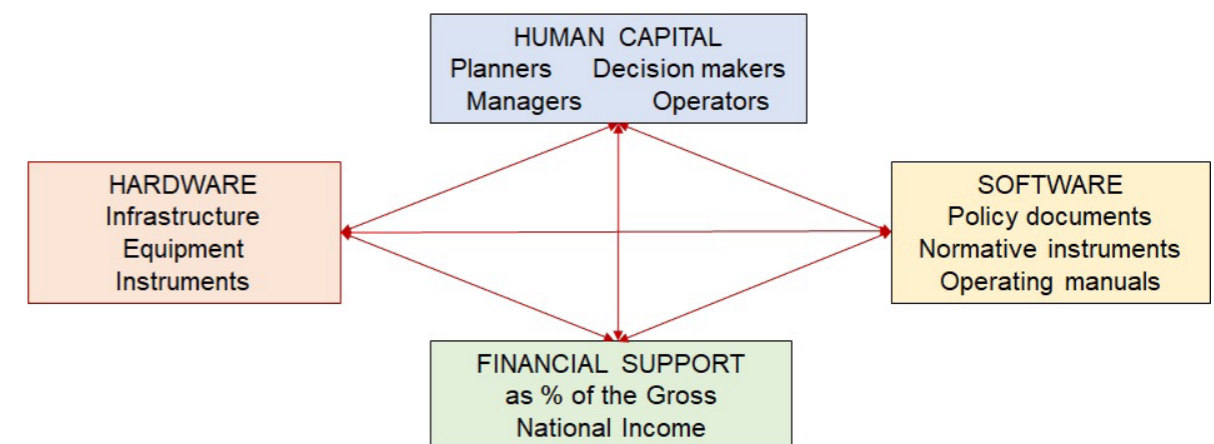 HUMAN CAPITAL
Planners Decision makers
Managers Operators
HARDWARE
Infrastructure
Equipment
Instruments
SOFTWARE
Policy documents
Normative instruments
Operating manuals
FINANCIAL SUPPORT
as % of the Gross
National Income